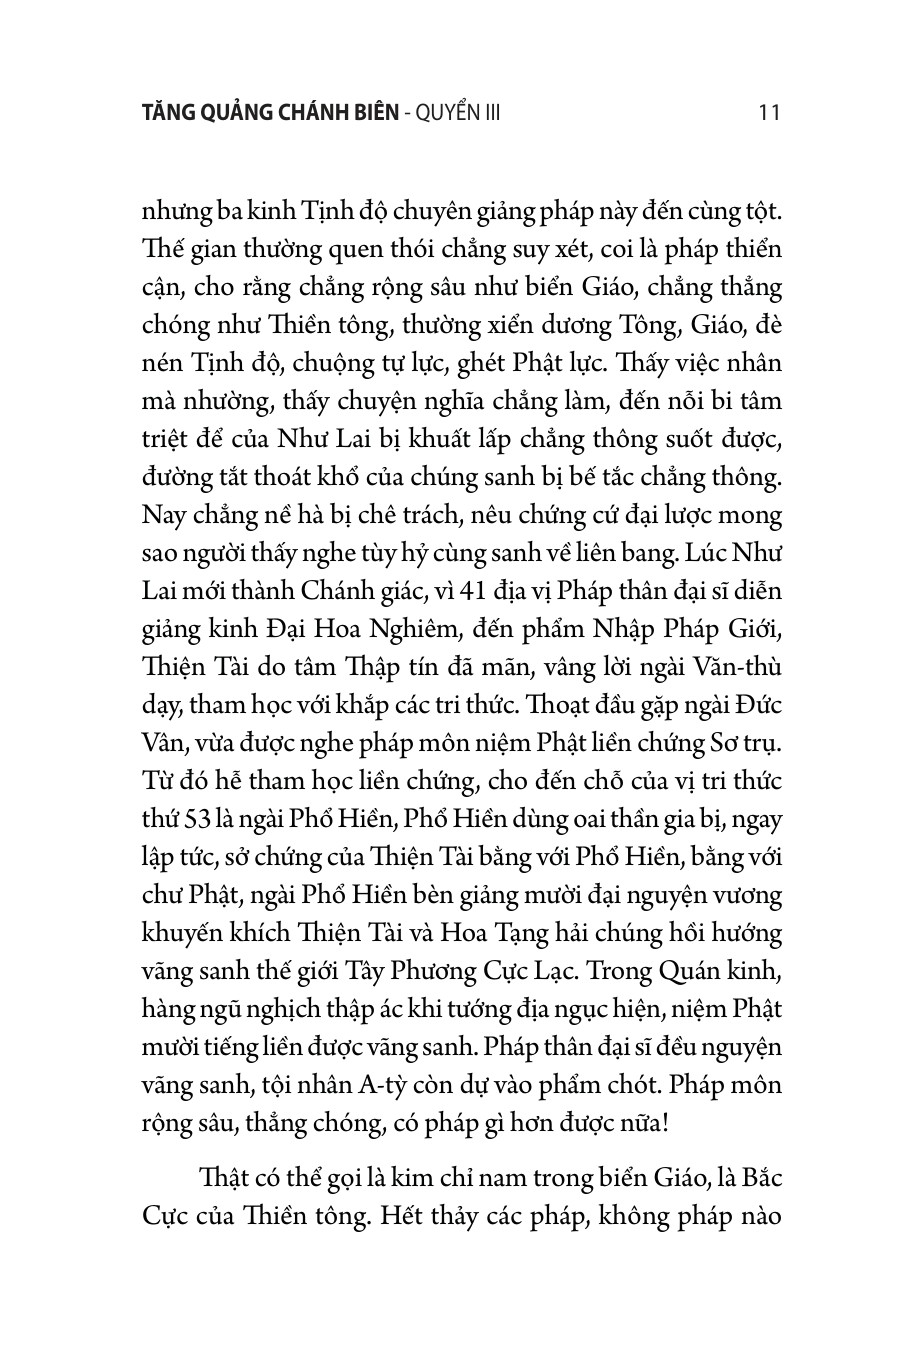 TĂNG QUẢNG CHÁNH BIÊN - QUYỂN III 11
nhưng ba kinh Tịnh độ chuyên giảng pháp này đến cùng tột.
Thế gian thường quen thói chẳng suy xét, coi là pháp thiển
cận, cho rằng chẳng rộng sâu như biển Giáo, chẳng thẳng
chóng như Thiền tông, thường xiển dương Tông, Giáo, đè
nén Tịnh độ, chuộng tự lực, ghét Phật lực. Thấy việc nhân
mà nhường, thấy chuyện nghĩa chẳng làm, đến nỗi bi tâm
triệt để của Như Lai bị khuất lấp chẳng thông suốt được,
đường tắt thoát khổ của chúng sanh bị bế tắc chẳng thông.
Nay chẳng nề hà bị chê trách, nêu chứng cứ đại lược mong
sao người thấy nghe tùy hỷ cùng sanh về liên bang. Lúc Như
Lai mới thành Chánh giác, vì 41 địa vị Pháp thân đại sĩ diễn
giảng kinh Đại Hoa Nghiêm, đến phẩm Nhập Pháp Giới,
Thiện Tài do tâm Thập tín đã mãn, vâng lời ngài Văn-thù
dạy, tham học với khắp các tri thức. Thoạt đầu gặp ngài Đức
Vân, vừa được nghe pháp môn niệm Phật liền chứng Sơ trụ.
Từ đó hễ tham học liền chứng, cho đến chỗ của vị tri thức
thứ 53 là ngài Phổ Hiền, Phổ Hiền dùng oai thần gia bị, ngay
lập tức, sở chứng của Thiện Tài bằng với Phổ Hiền, bằng với
chư Phật, ngài Phổ Hiền bèn giảng mười đại nguyện vương
khuyến khích Thiện Tài và Hoa Tạng hải chúng hồi hướng
vãng sanh thế giới Tây Phương Cực Lạc. Trong Quán kinh,
hàng ngũ nghịch thập ác khi tướng địa ngục hiện, niệm Phật
mười tiếng liền được vãng sanh. Pháp thân đại sĩ đều nguyện
vãng sanh, tội nhân A-tỳ còn dự vào phẩm chót. Pháp môn
rộng sâu, thẳng chóng, có pháp gì hơn được nữa!
Thật có thể gọi là kim chỉ nam trong biển Giáo, là Bắc
Cực của Thiền tông. Hết thảy các pháp, không pháp nào